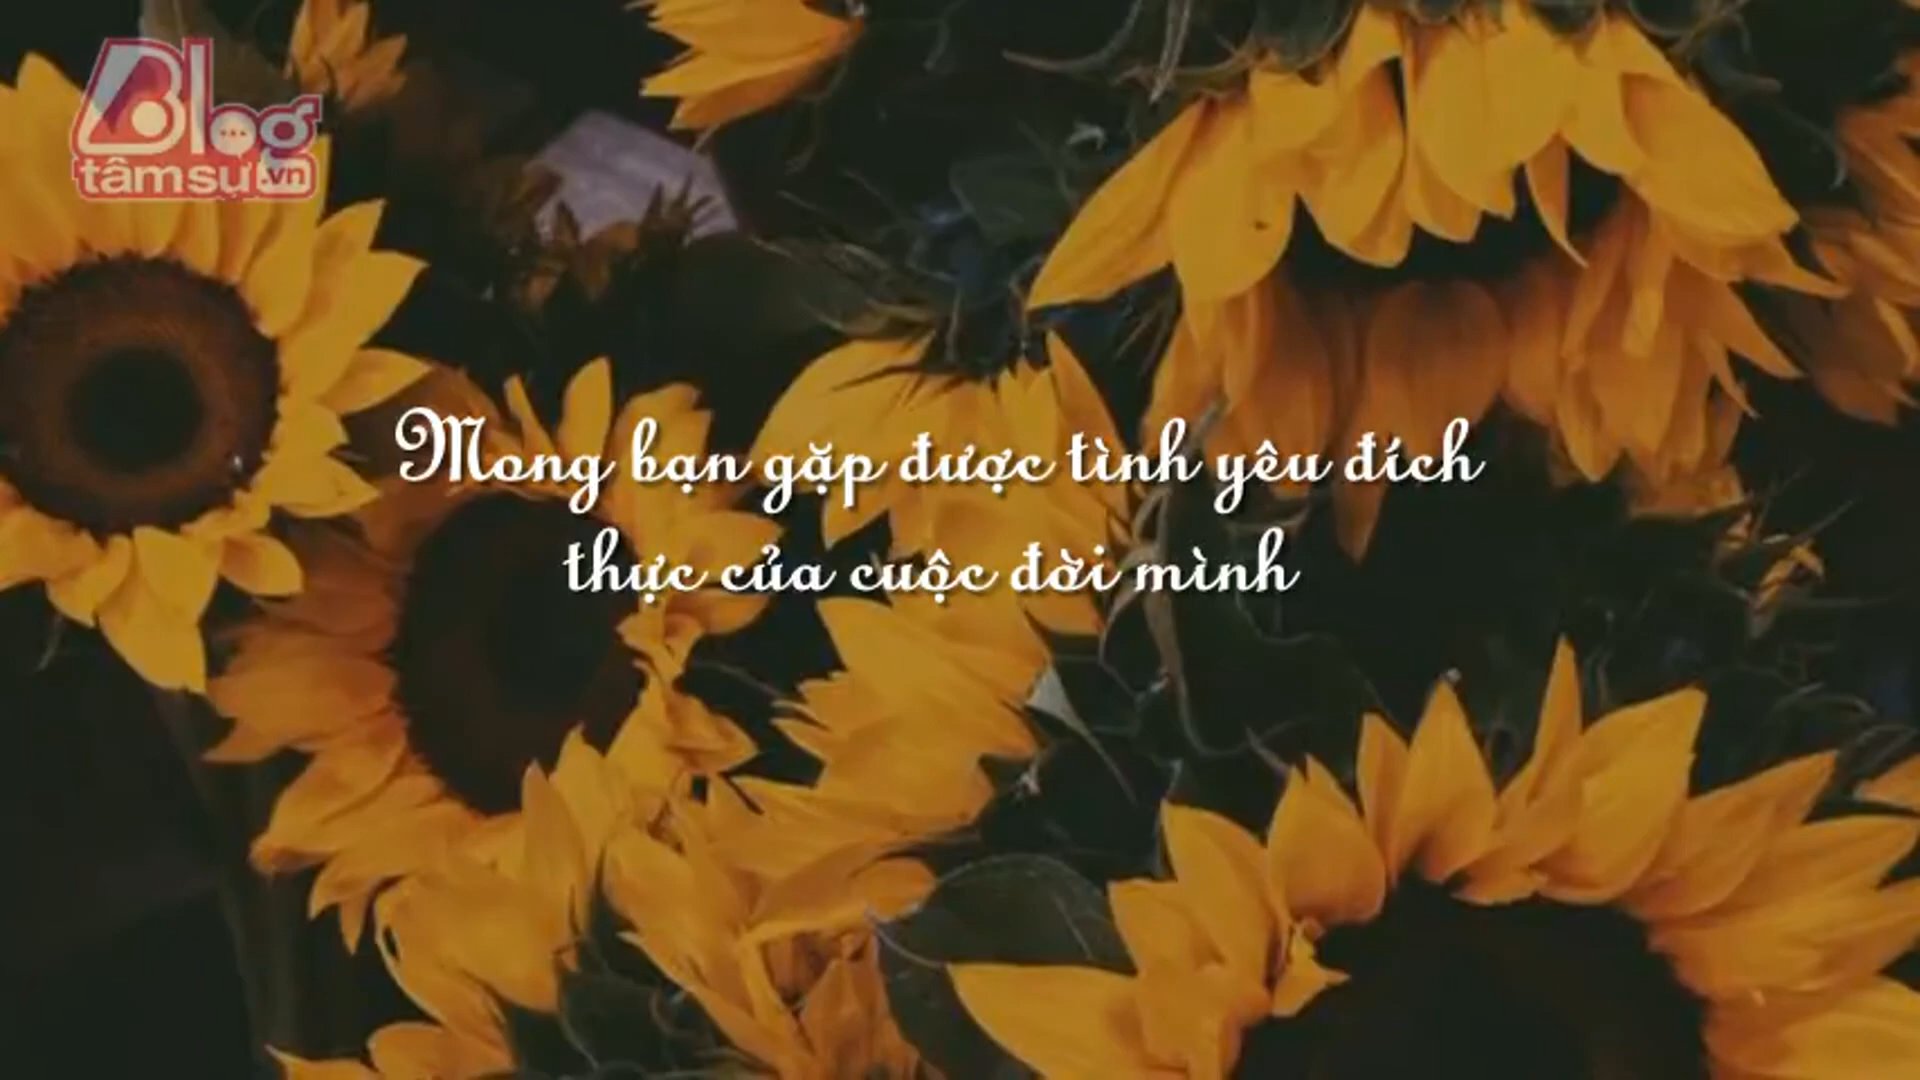 Blog
tâmsự.vn
Mong bạn gặp được tình yêu đích
thực của cuộc đời mình